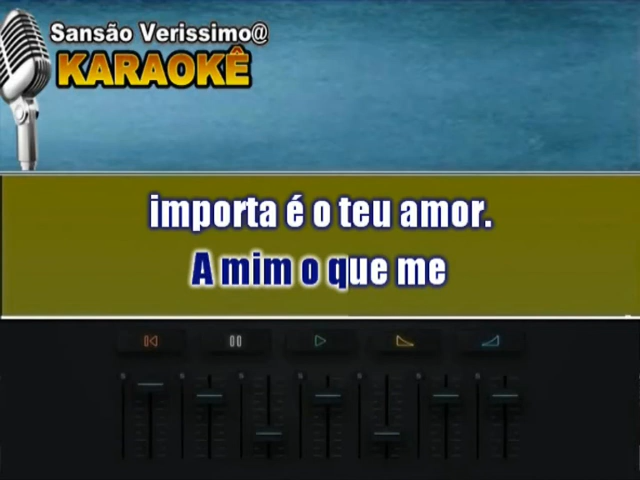 Sansão Verissimo@
KARAOKÊ
importa é o teu amor.
A mim o que me